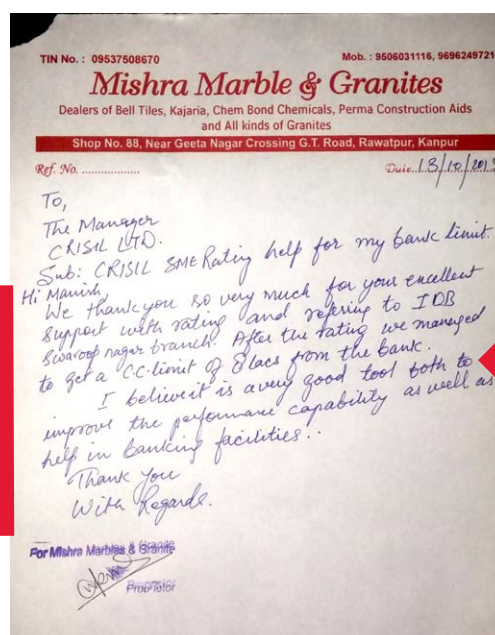 TIN No. : 09537508670 Mob. : 9506031116, 9696249721
Mishra Marble & Granites
Dealers of Bell Tiles, Kajaria, Chem Bond Chemicals, Perma Construction Aids
and All kinds of Granites
Shop No. 88, Near Geeta Nagar Crossing G.T. Road, Rawatpur, Kanpur
Ref. No. .................. Date..13/10/201
To,
The Manager
CRISIL LTD.
Sub: CRISIL SME Rating help for my bank limit.
Hi Manish
We thank you so very much for your excellent
support with rating and refering to IDB
Swaroop nagar branch. After the rating we managed
to get a C.C. limit of 8 lacs from the bank.
I believe it is a very good tool both to
improve the performane capability as well as
help in banking facilities..
Thank you
With Regards.
For Mishra Marbles & Granite
Proprietor